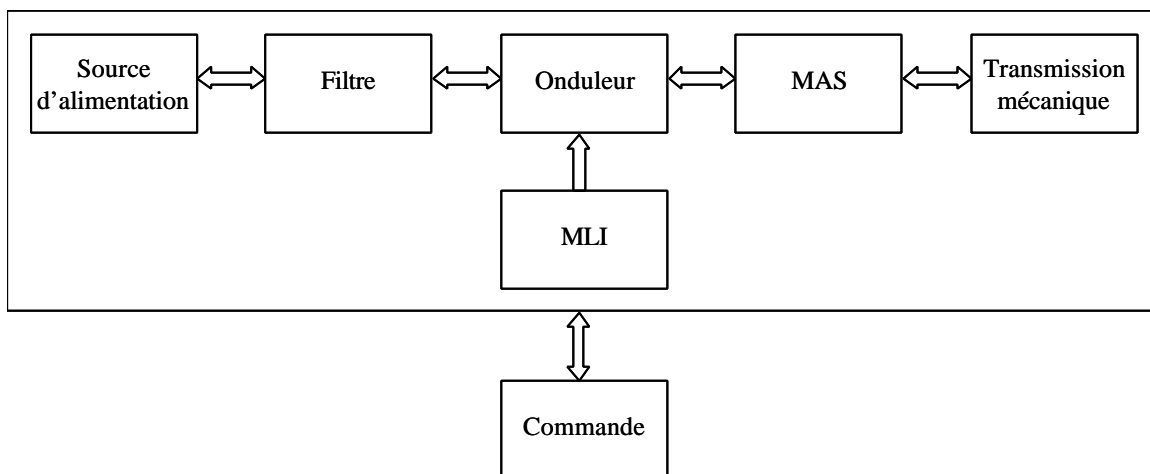 Source
d’alimentation
Filtre
Onduleur
MAS
Transmission
mécanique
MLI
Commande